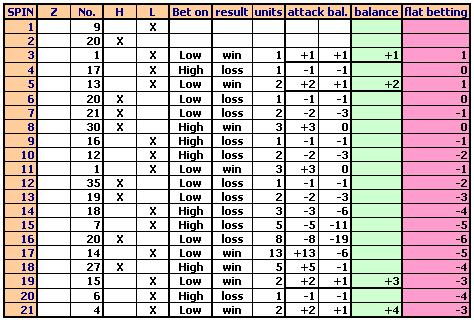 SPIN Z No. H L Bet on result units attack bal. balance flat betting
1 9 X
2 20 X
3 1 X Low win 1 +1 +1 +1 1
4 17 X High loss 1 -1 -1 0
5 13 X Low win 2 +2 +1 +2 1
6 20 X Low loss 1 -1 -1 0
7 21 X Low loss 2 -2 -3 -1
8 30 X High win 3 +3 0 0
9 16 X High loss 1 -1 -1 -1
10 12 X High loss 2 -2 -3 -2
11 1 X Low win 3 +3 0 -1
12 35 X Low loss 1 -1 -1 -2
13 19 X Low loss 2 -2 -3 -3
14 18 X High loss 3 -3 -6 -4
15 7 X High loss 5 -5 -11 -5
16 20 X Low loss 8 -8 -19 -6
17 14 X Low win 13 +13 -6 -5
18 27 X High win 5 +5 -1 -4
19 15 X Low win 2 +2 +1 +3 -3
20 6 X High loss 1 -1 -1 -4
21 4 X Low win 2 +2 +1 +4 -3